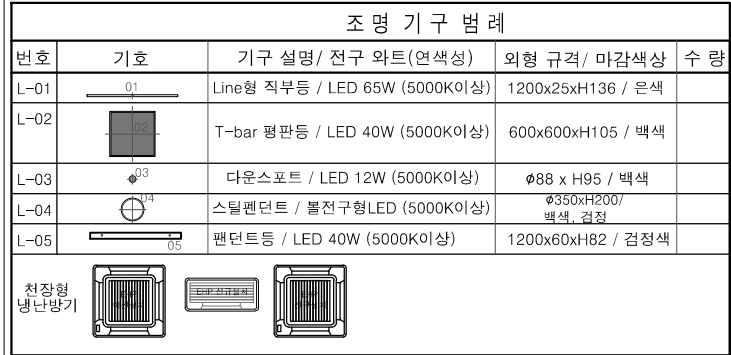 조 명 기 구 범 례
번호 기호 기구 설명/ 전구 와트(연색성) 외형 규격/ 마감색상 수 량
L-01 01 Line형 직부등 / LED 65W (5000K이상) 1200x25xH136 / 은색
L-02 02 T-bar 평판등 / LED 40W (5000K이상) 600x600xH105 / 백색
L-03 03 다운스포트 / LED 12W (5000K이상) ϕ88 x H95 / 백색
L-04 04 스틸펜던트 / 볼전구형LED (5000K이상) ϕ350xH200/
백색, 검정
L-05 05 팬던트등 / LED 40W (5000K이상) 1200x60xH82 / 검정색
천장형
냉난방기
EHP EHP 신규설치 EHP